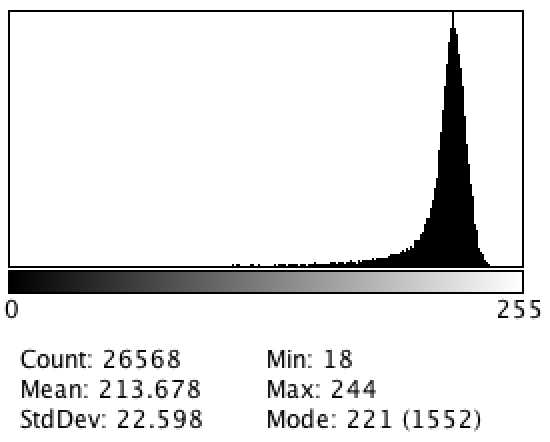 0 255
Count: 26568 Min: 18
Mean: 213.678 Max: 244
StdDev: 22.598 Mode: 221 (1552)